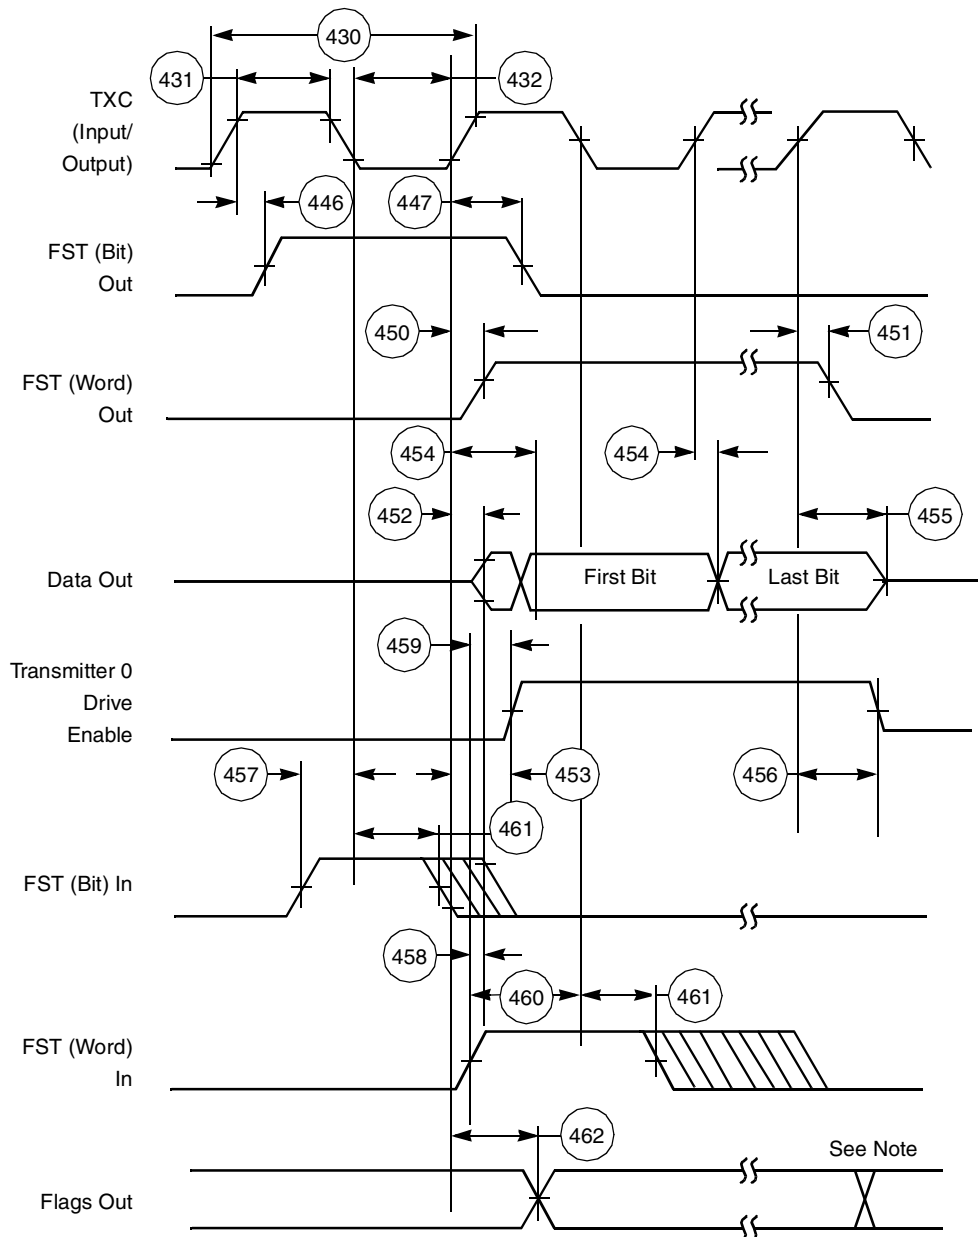 430
431
432
TXC
(Input/
Output)
446
447
FST (Bit)
Out
450
451
FST (Word)
Out
454
454
452
455
Data Out
First Bit
Last Bit
459
Transmitter 0
Drive
Enable
457
453
456
461
FST (Bit) In
458
460
461
FST (Word)
In
462
See Note
Flags Out